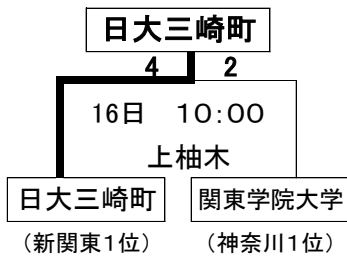 日大三崎町
4 2
16日 10:00
上柚木
日大三崎町 関東学院大学
(新関東1位) (神奈川1位)